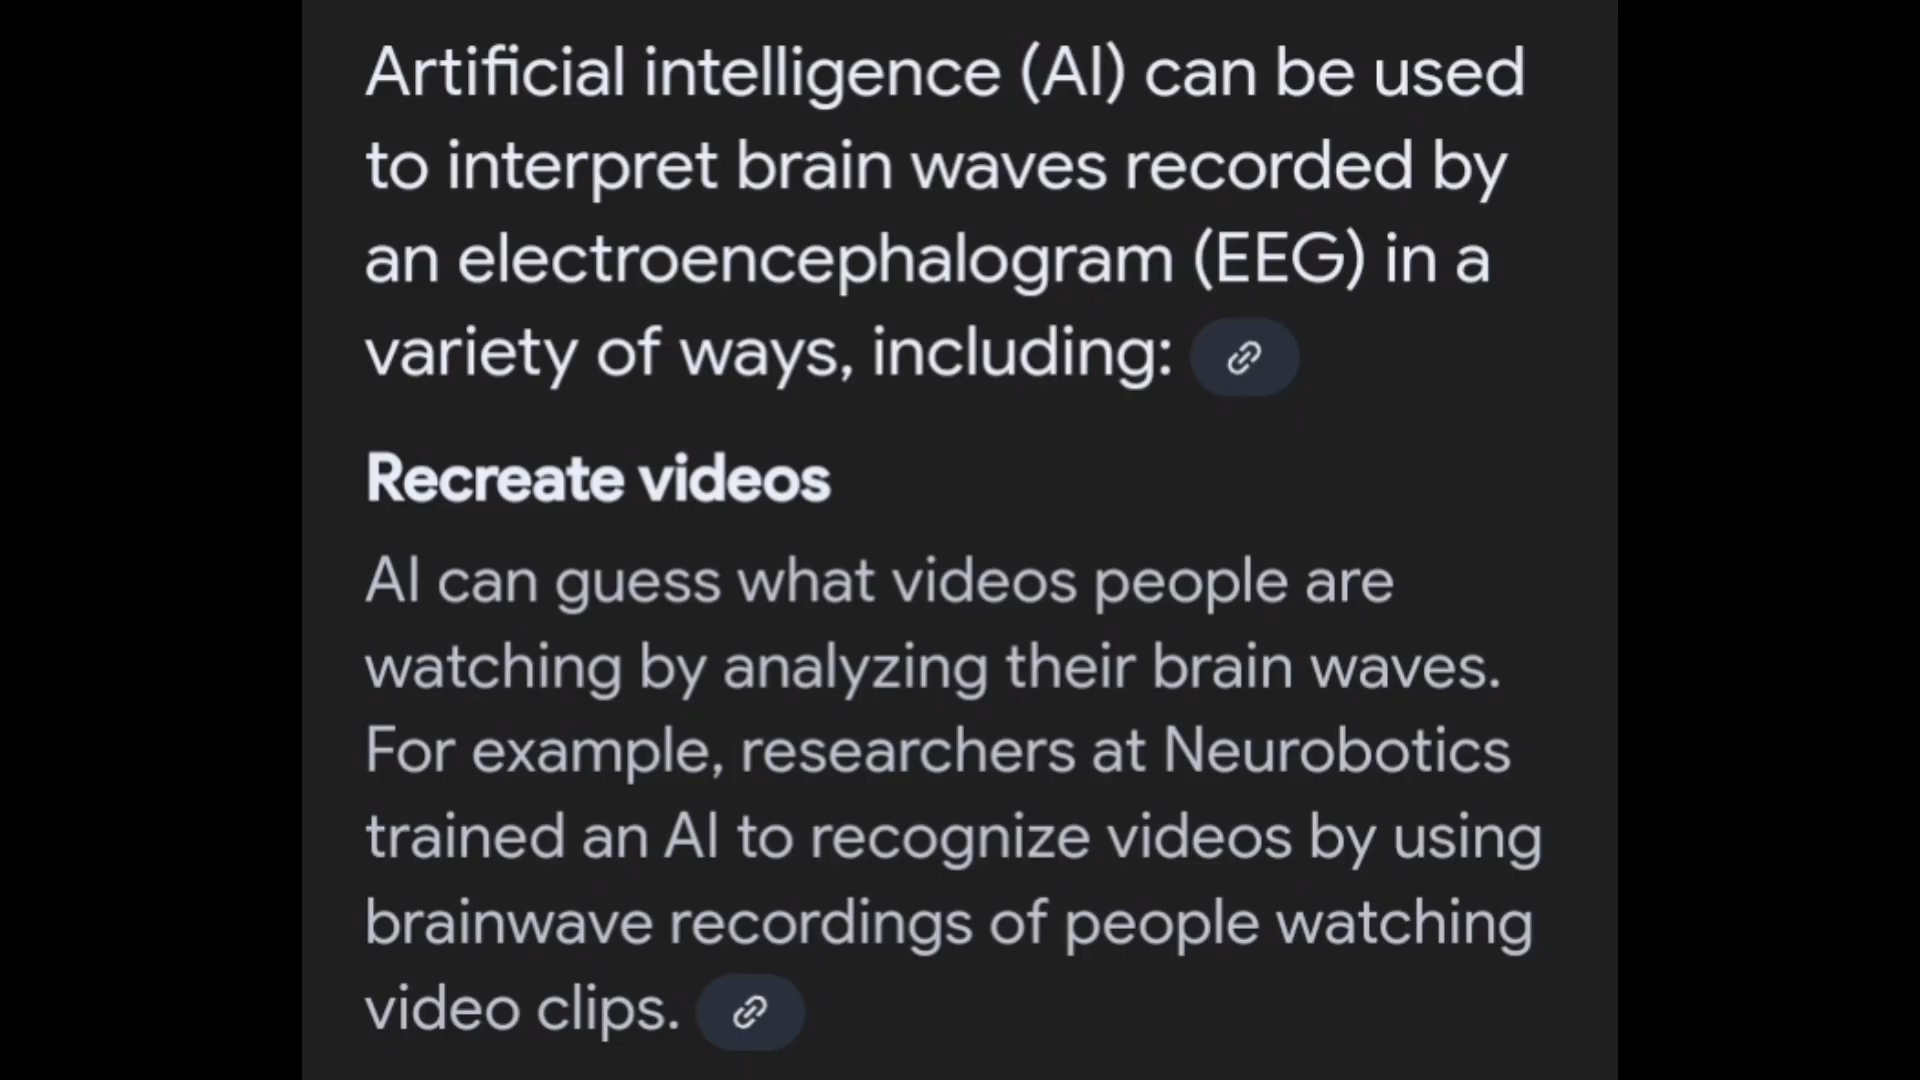 Artificial intelligence (AI) can be used
to interpret brain waves recorded by
an electroencephalogram (EEG) in a
variety of ways, including:
Recreate videos
AI can guess what videos people are
watching by analyzing their brain waves.
For example, researchers at Neurobotics
trained an AI to recognize videos by using
brainwave recordings of people watching
video clips.